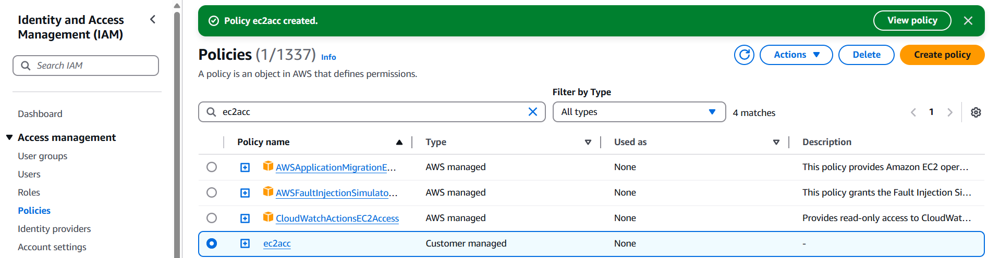 Identity and Access
Management (IAM)
Search IAM
Dashboard
Access management
User groups
Users
Roles
Policies
Identity providers
Account settings
Policy ec2acc created.
View policy
Policies (1/1337) Info
Actions
Delete
Create policy
A policy is an object in AWS that defines permissions.
Filter by Type
ec2acc
All types
4 matches
1
Policy name Type Used as Description
AWSApplicationMigrationE... AWS managed None This policy provides Amazon EC2 oper...
AWSFaultInjectionSimulato... AWS managed None This policy grants the Fault Injection Si...
CloudWatchActionsEC2Access AWS managed None Provides read-only access to CloudWat...
ec2acc Customer managed None -